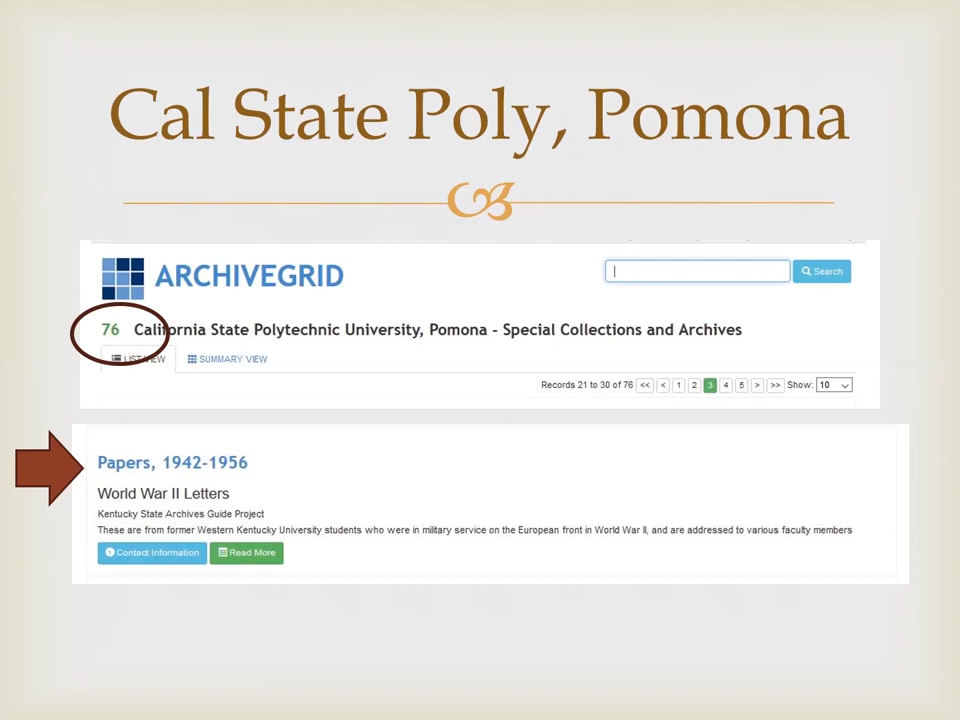 Cal State Poly, Pomona
ARCHIVEGRID
Search
76 California State Polytechnic University, Pomona - Special Collections and Archives
LIST VIEW SUMMARY VIEW
Records 21 to 30 of 76 << < 1 2 3 4 5 > >> Show: 10
Papers, 1942-1956
World War II Letters
Kentucky State Archives Guide Project
These are from former Western Kentucky University students who were in military service on the European front in World War II, and are addressed to various faculty members
Contact Information Read More